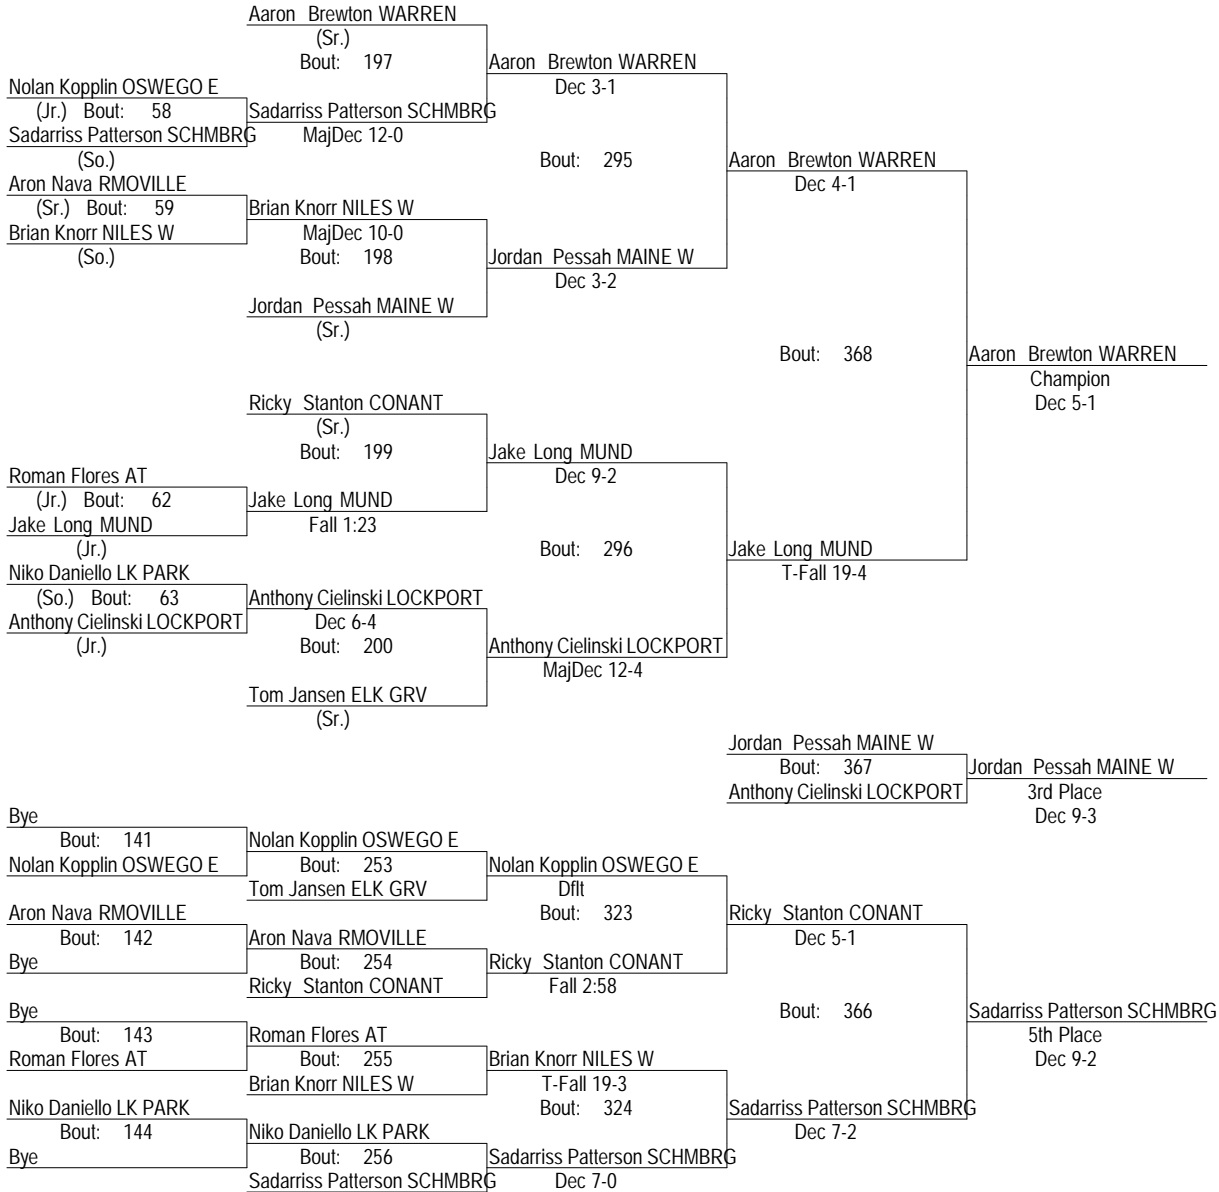 Aaron Brewton WARREN
(Sr.)
Bout: 197
Aaron Brewton WARREN
Dec 3-1
Nolan Kopplin OSWEGO E
(Jr.) Bout: 58
Sadarriss Patterson SCHMBRG
Sadarriss Patterson SCHMBRG
MajDec 12-0
(So.)
Bout: 295
Aaron Brewton WARREN
Dec 4-1
Aron Nava RMOVILLE
(Sr.) Bout: 59
Brian Knorr NILES W
Brian Knorr NILES W
MajDec 10-0
(So.)
Bout: 198
Jordan Pessah MAINE W
Dec 3-2
Jordan Pessah MAINE W
(Sr.)
Bout: 368
Aaron Brewton WARREN
Champion
Dec 5-1
Ricky Stanton CONANT
(Sr.)
Bout: 199
Jake Long MUND
Dec 9-2
Roman Flores AT
(Jr.) Bout: 62
Jake Long MUND
Jake Long MUND
Fall 1:23
(Jr.)
Bout: 296
Jake Long MUND
T-Fall 19-4
Niko Daniello LK PARK
(So.) Bout: 63
Anthony Cielinski LOCKPORT
Anthony Cielinski LOCKPORT
Dec 6-4
(Jr.)
Bout: 200
Anthony Cielinski LOCKPORT
MajDec 12-4
Tom Jansen ELK GRV
(Sr.)
Jordan Pessah MAINE W
Bout: 367
Jordan Pessah MAINE W
Anthony Cielinski LOCKPORT
3rd Place
Dec 9-3
Bye
Bout: 141
Nolan Kopplin OSWEGO E
Nolan Kopplin OSWEGO E
Bout: 253
Nolan Kopplin OSWEGO E
Tom Jansen ELK GRV
Dflt
Bout: 323
Ricky Stanton CONANT
Dec 5-1
Aron Nava RMOVILLE
Bout: 142
Aron Nava RMOVILLE
Bye
Bout: 254
Ricky Stanton CONANT
Ricky Stanton CONANT
Fall 2:58
Bout: 366
Sadarriss Patterson SCHMBRG
5th Place
Dec 9-2
Bye
Bout: 143
Roman Flores AT
Roman Flores AT
Bout: 255
Brian Knorr NILES W
Brian Knorr NILES W
T-Fall 19-3
Bout: 324
Sadarriss Patterson SCHMBRG
Dec 7-2
Niko Daniello LK PARK
Bout: 144
Niko Daniello LK PARK
Bye
Bout: 256
Sadarriss Patterson SCHMBRG
Sadarriss Patterson SCHMBRG
Dec 7-0